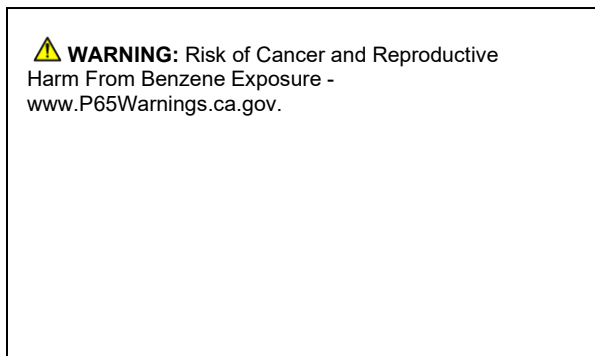 WARNING: Risk of Cancer and Reproductive
Harm From Benzene Exposure -
www.P65Warnings.ca.gov.